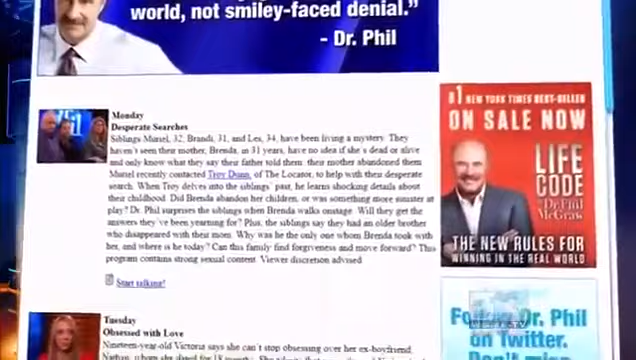 world, not smiley-faced denial."
- Dr. Phil
Monday
Desperate Searches
Siblings Muriel, 32, Brandi, 31, and Les, 34, have been living a mystery. They
haven't seen their mother, Brenda, in 31 years, have no idea if she's dead or alive
and only know what they say their father told them: their mother abandoned them.
Muriel recently contacted Troy Dunn, of The Locator, to help with their desperate
search. When Troy delves into the siblings' past, he learns shocking details about
their childhood. Did Brenda abandon her children, or was something more sinister at
play? Dr. Phil surprises the siblings when Brenda walks onstage. Will they get the
answers they've been yearning for? Plus, the siblings say they had an older brother
who disappeared with their mom. Why was he the only one whom Brenda took with
her, and where is he today? Can this family find forgiveness and move forward? This
program contains strong sexual content. Viewer discretion advised.
Start talking!
Tuesday
Obsessed with Love
Nineteen-year-old Victoria says she can't stop obsessing over her ex-boyfriend,
#1 NEW YORK TIMES BEST-SELLER
ON SALE NOW
LIFE
CODE
Dr. Phil
McGraw
THE NEW RULES FOR
WINNING IN THE REAL WORLD
Follow Dr. Phil
on Twitter.
Don't miss